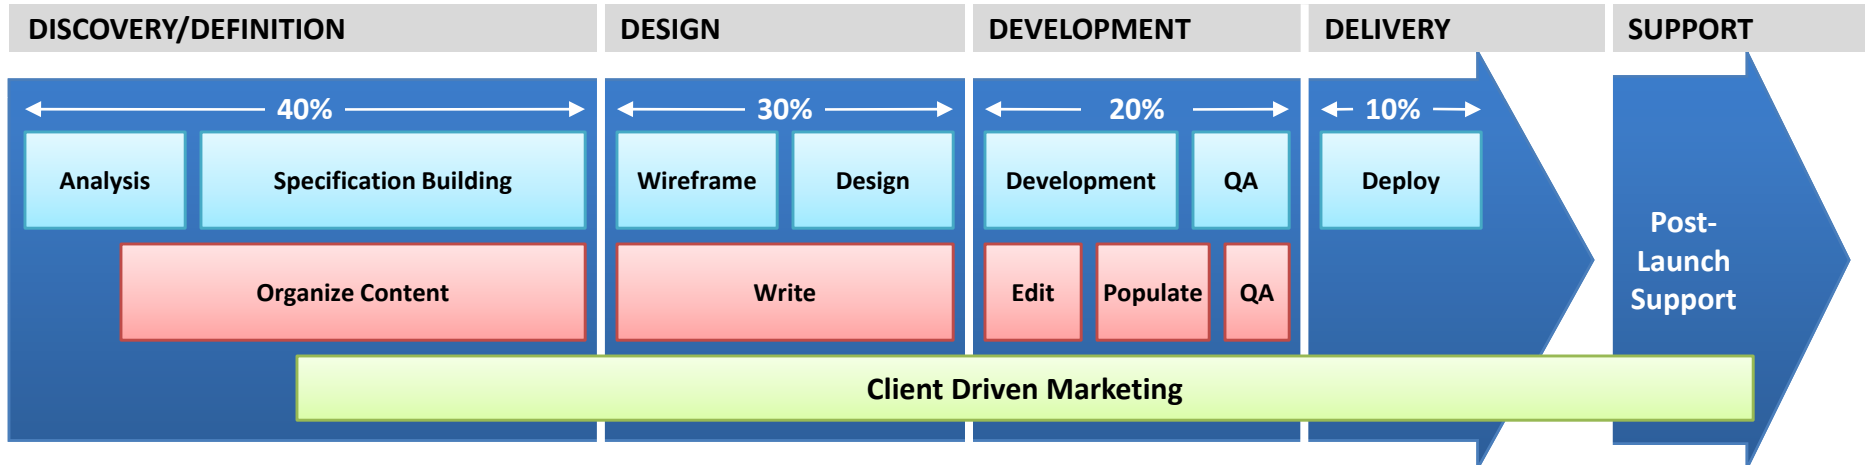 DISCOVERY/DEFINITION
DESIGN
DEVELOPMENT
DELIVERY
SUPPORT
40%
30%
20%
10%
Analysis
Specification Building
Wireframe
Design
Development
QA
Deploy
Organize Content
Write
Edit
Populate
QA
Post-
Launch
Support
Client Driven Marketing